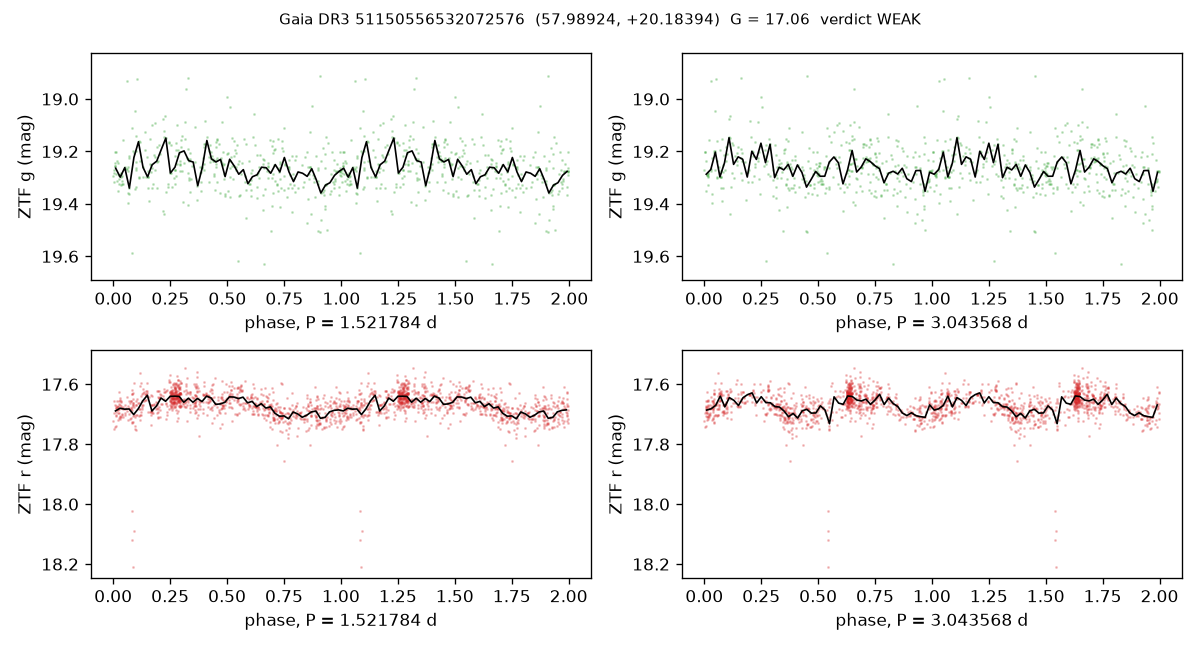 Gaia DR3 51150556532072576  (57.98924, +20.18394)  G = 17.06  verdict WEAK
ZTF g (mag)
19.0
19.2
19.4
19.6
0.00 0.25 0.50 0.75 1.00 1.25 1.50 1.75 2.00
phase, P = 1.521784 d
ZTF g (mag)
19.0
19.2
19.4
19.6
0.00 0.25 0.50 0.75 1.00 1.25 1.50 1.75 2.00
phase, P = 3.043568 d
ZTF r (mag)
17.6
17.8
18.0
18.2
0.00 0.25 0.50 0.75 1.00 1.25 1.50 1.75 2.00
phase, P = 1.521784 d
ZTF r (mag)
17.6
17.8
18.0
18.2
0.00 0.25 0.50 0.75 1.00 1.25 1.50 1.75 2.00
phase, P = 3.043568 d